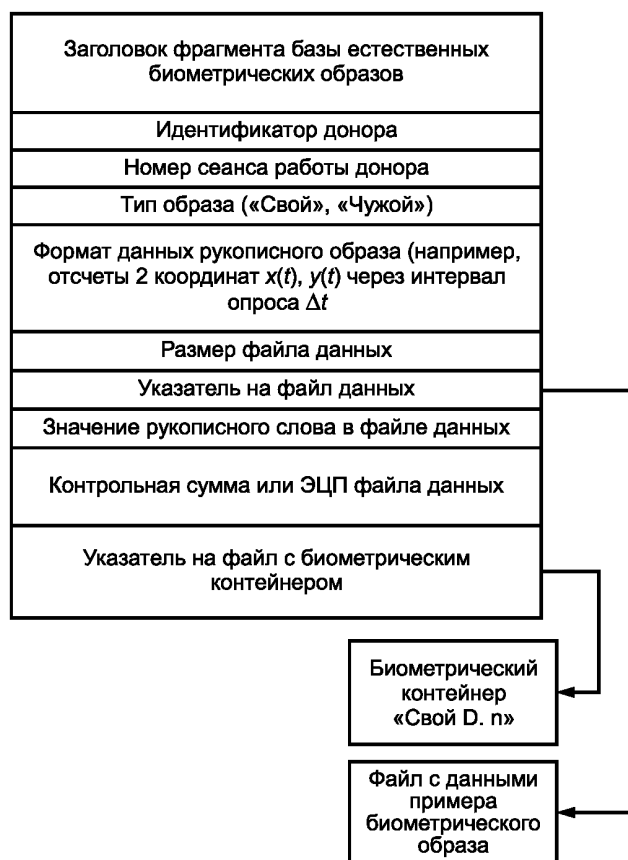 Заголовок фрагмента базы естественных
биометрических образов
Идентификатор донора
Номер сеанса работы донора
Тип образа («Свой», «Чужой»)
Формат данных рукописного образа (например,
отсчеты 2 координат x(t), y(t) через интервал
опроса Δt
Размер файла данных
Указатель на файл данных
Значение рукописного слова в файле данных
Контрольная сумма или ЭЦП файла данных
Указатель на файл с биометрическим
контейнером
Биометрический
контейнер
«Свой D. n»
Файл с данными
примера
биометрического
образа